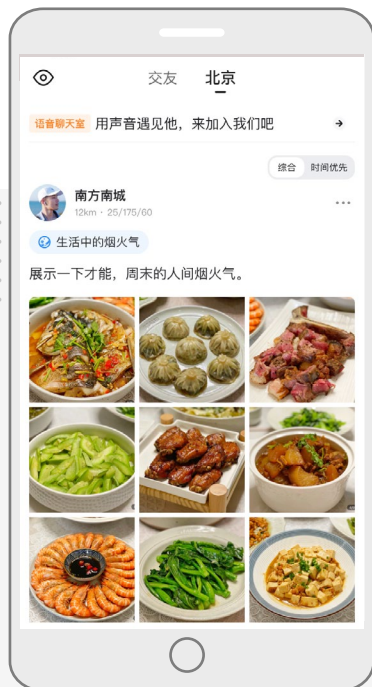 交友 北京
语音聊天室 用声音遇见他，来加入我们吧
综合 时间优先
南方南城
12km · 25/175/60
生活中的烟火气
展示一下才能，周末的人间烟火气。